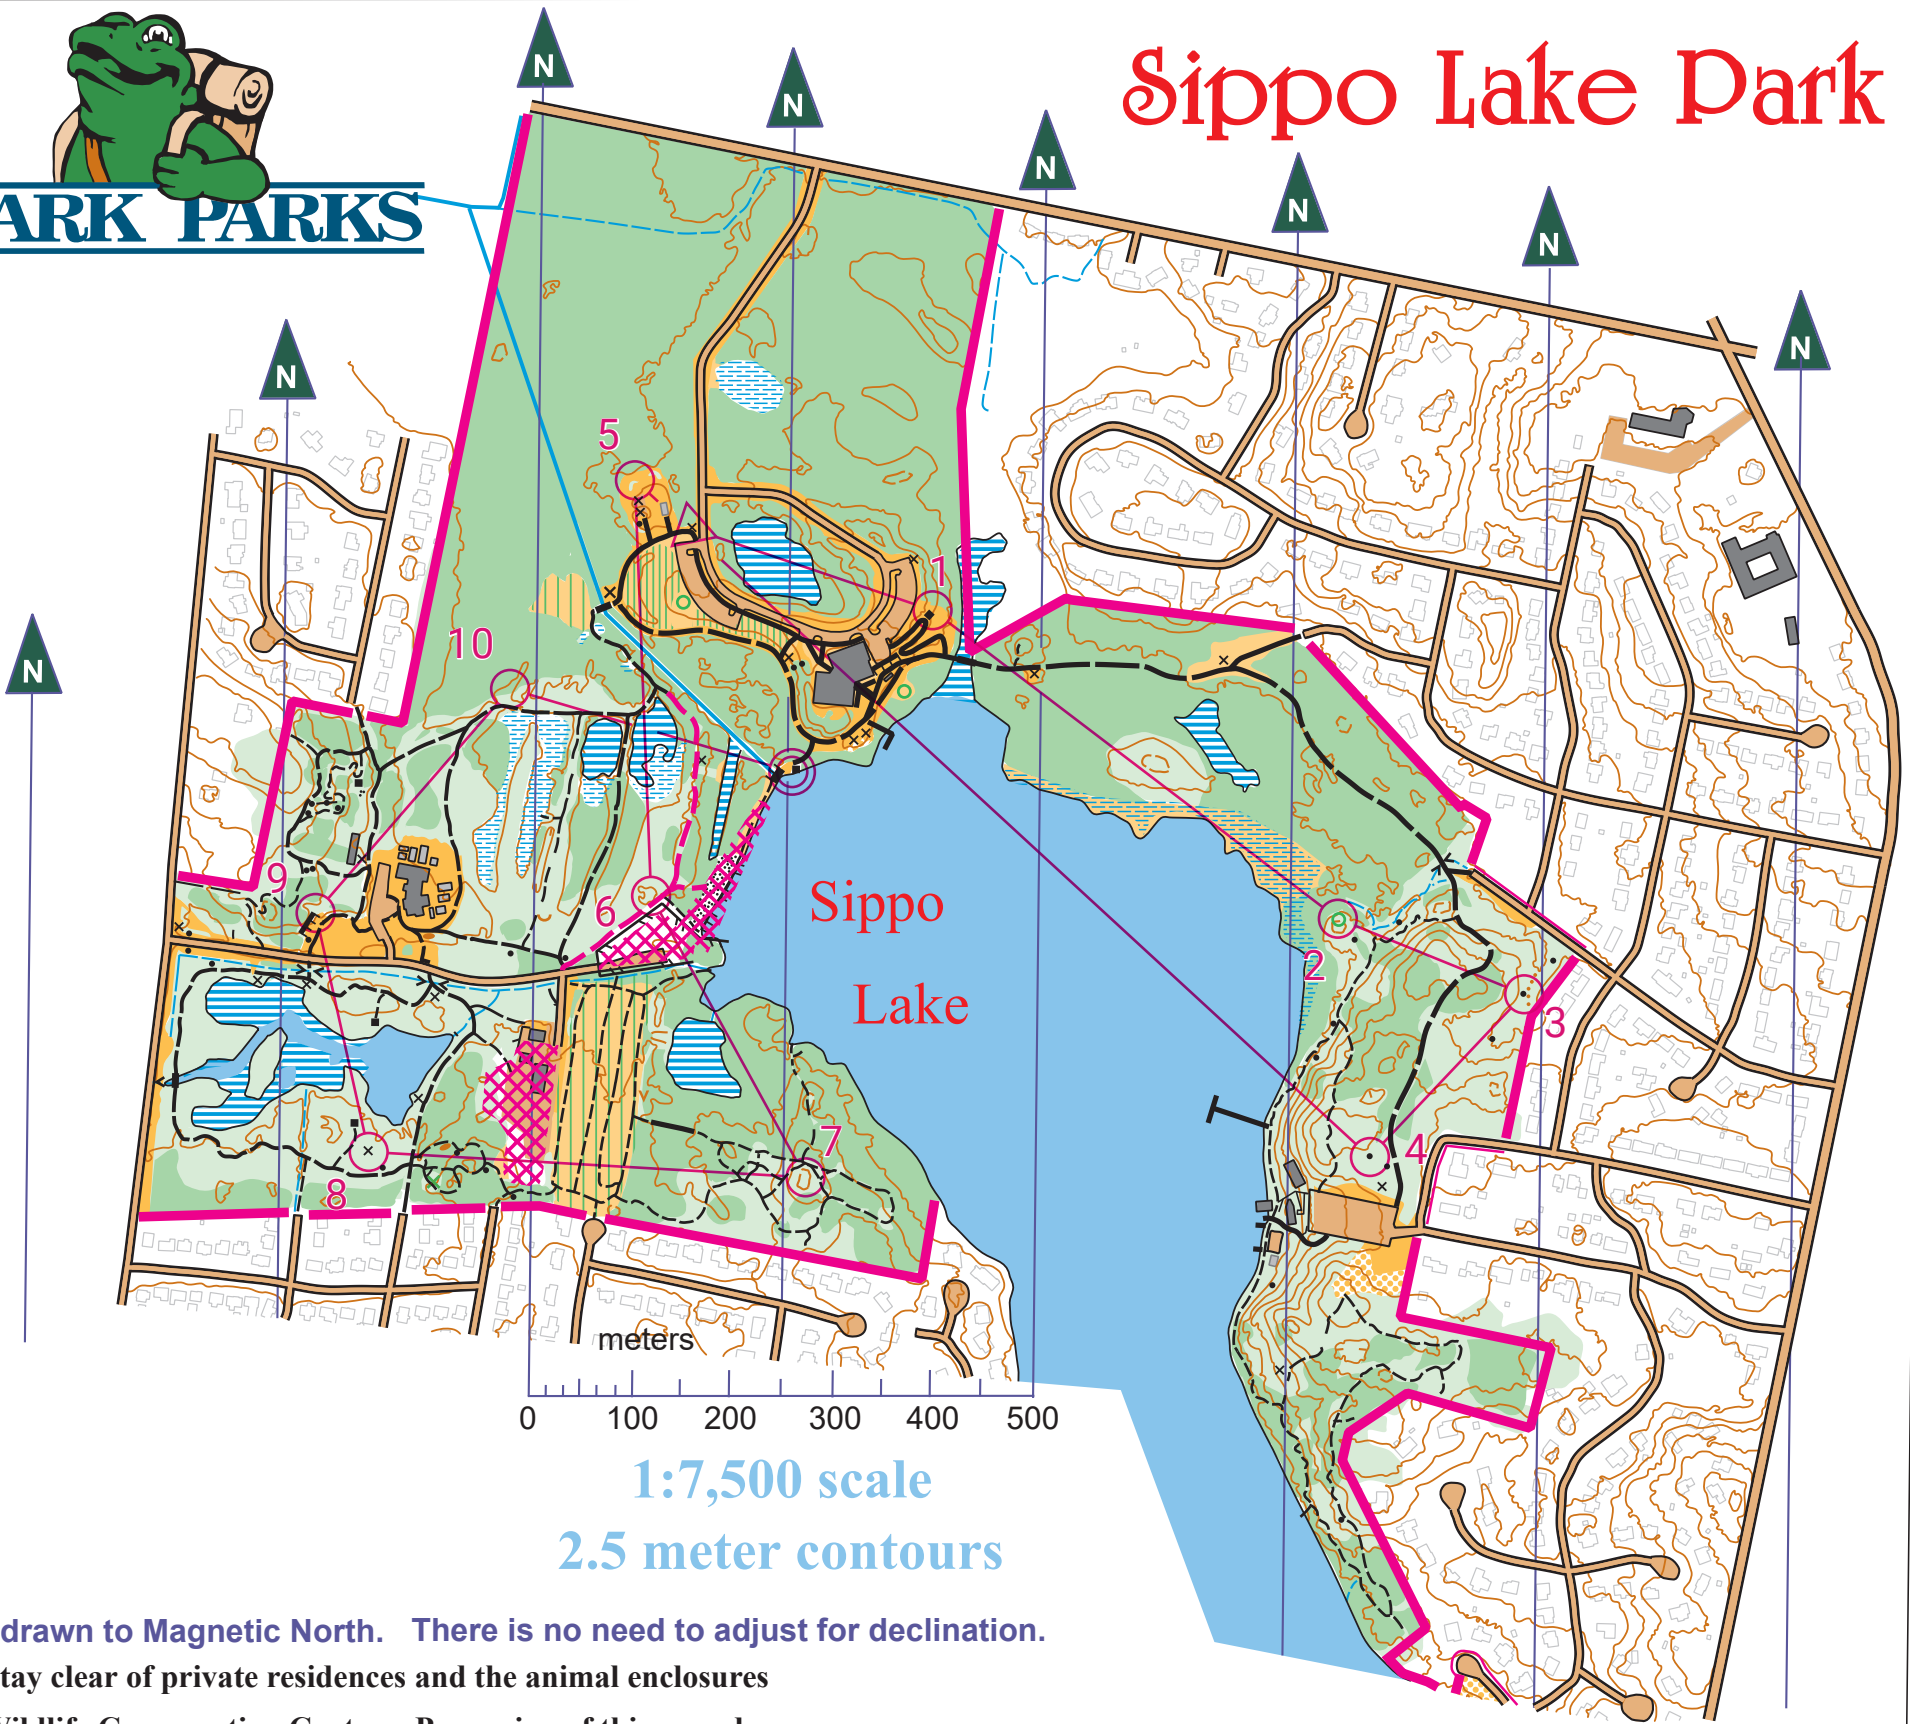 Sippo Lake Park
ARK PARKS
N
N
N
N
N
N
N
N
5
1
10
9
6
2
3
4
7
8
Sippo
Lake
meters
0 100 200 300 400 500
1:7,500 scale
2.5 meter contours
drawn to Magnetic North. There is no need to adjust for declination.
tay clear of private residences and the animal enclosures